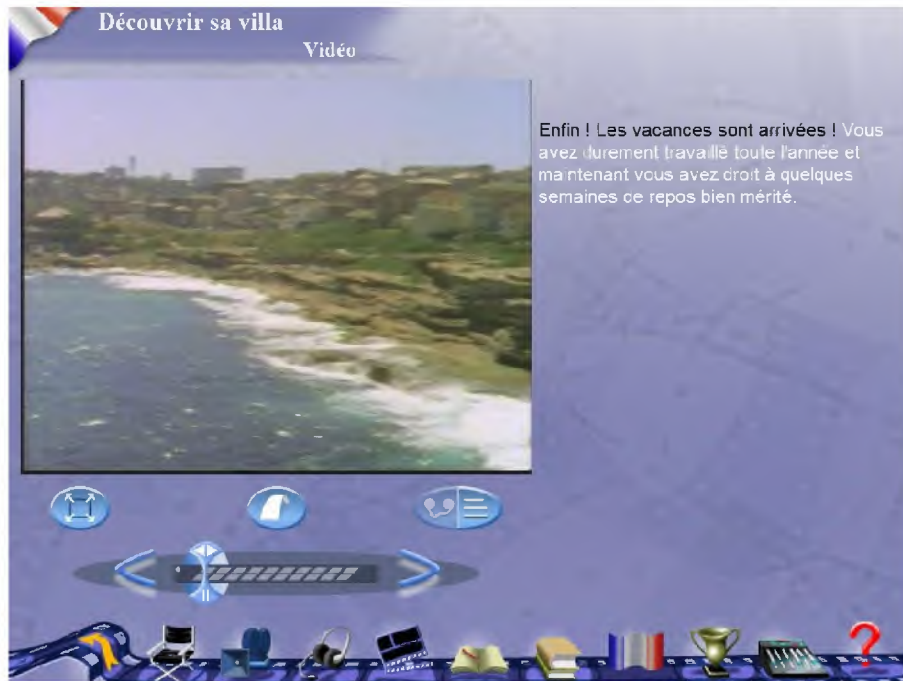 Découvrir sa villa
Vidéo
Enfin ! Les vacances sont arrivées ! Vous
avez durement travaillé toute l'année et
maintenant vous avez droit à quelques
semaines de repos bien mérité.
?